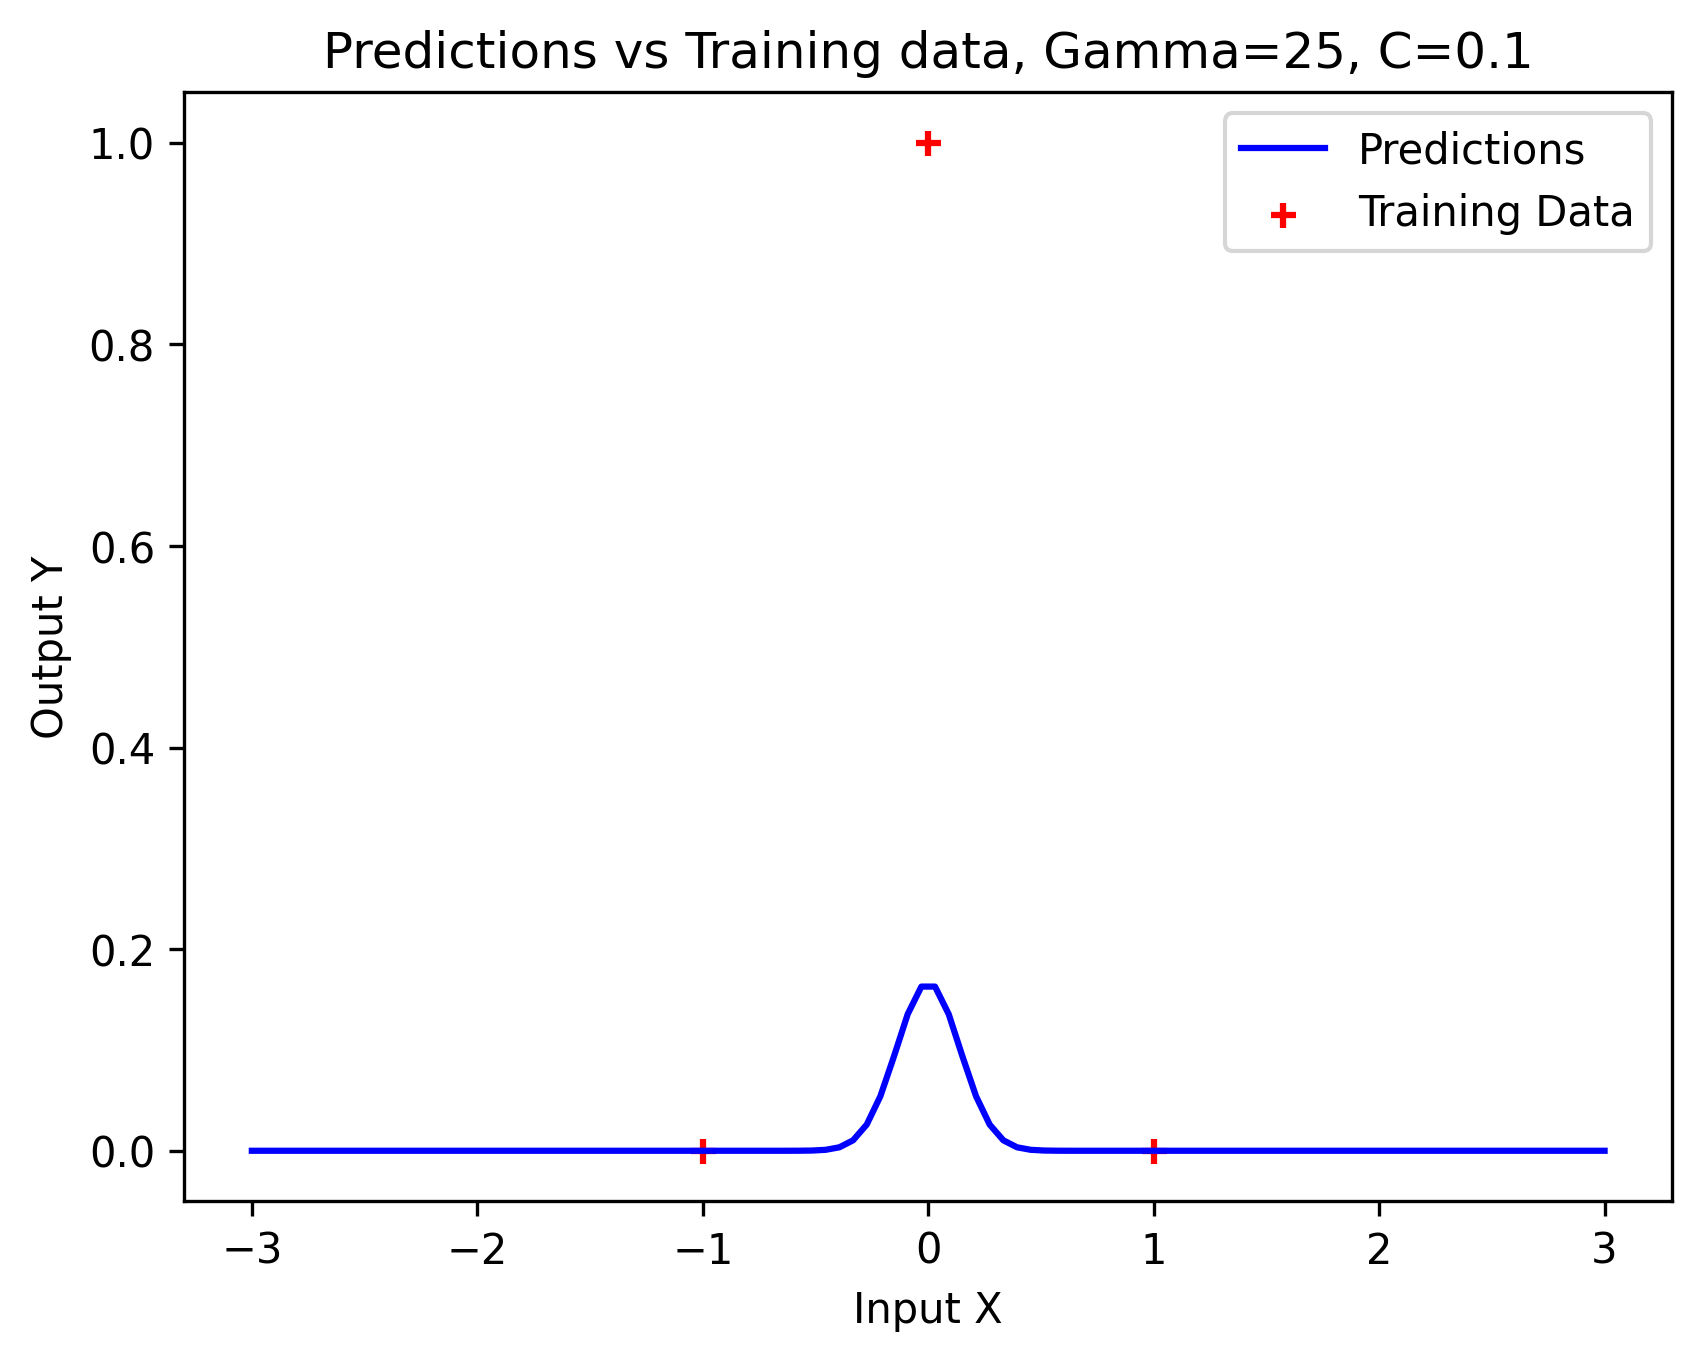 Predictions vs Training data, Gamma=25, C=0.1
Predictions
Training Data
1.0
0.8
0.6
0.4
0.2
0.0
Output Y
−3
−2
−1
0
1
2
3
Input X